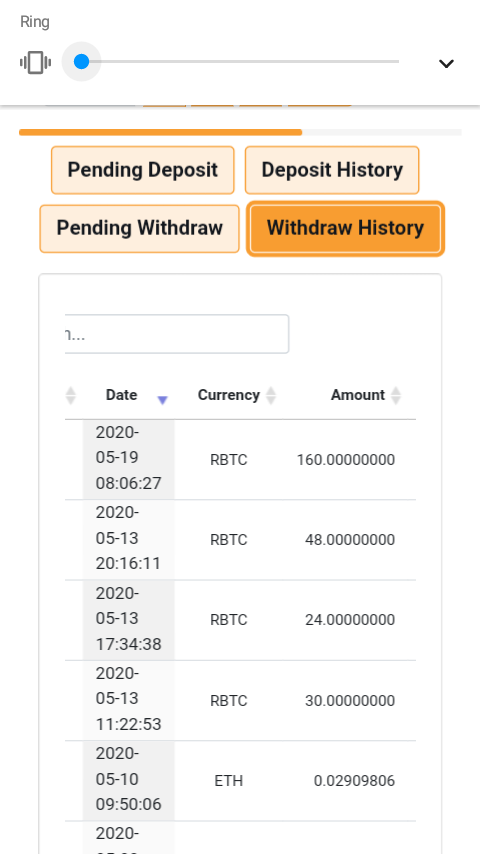 Ring
Pending Deposit
Deposit History
Pending Withdraw
Withdraw History
...
Date
Currency
Amount
2020-
05-19
08:06:27
RBTC
160.00000000
2020-
05-13
20:16:11
RBTC
48.00000000
2020-
05-13
17:34:38
RBTC
24.00000000
2020-
05-13
11:22:53
RBTC
30.00000000
2020-
05-10
09:50:06
ETH
0.02909806
2020-